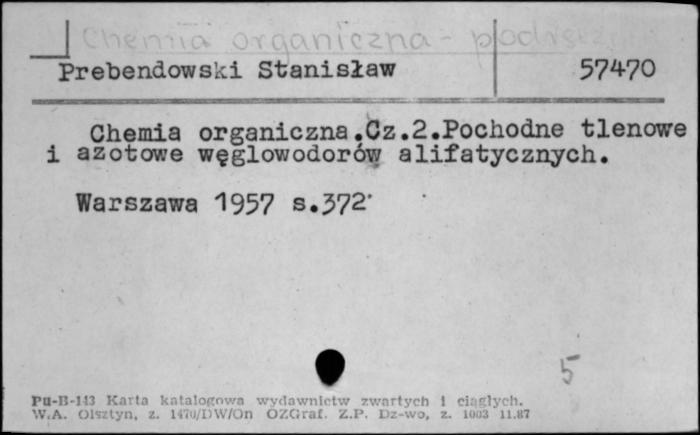 Chemia organiczna -
Prebendowski Stanisław 57470
Chemia organiczna.Cz.2.Pochodne tlenowe
i azotowe węglowodorów alifatycznych.
Warszawa 1957 s.372
5
Pu-B-143 Karta katalogowa wydawnictw zwartych i ciągłych.
W.A. Olsztyn, z. 1470/DW/On OZGraf. Z.P. Dz-wo, z. 1003 11.87